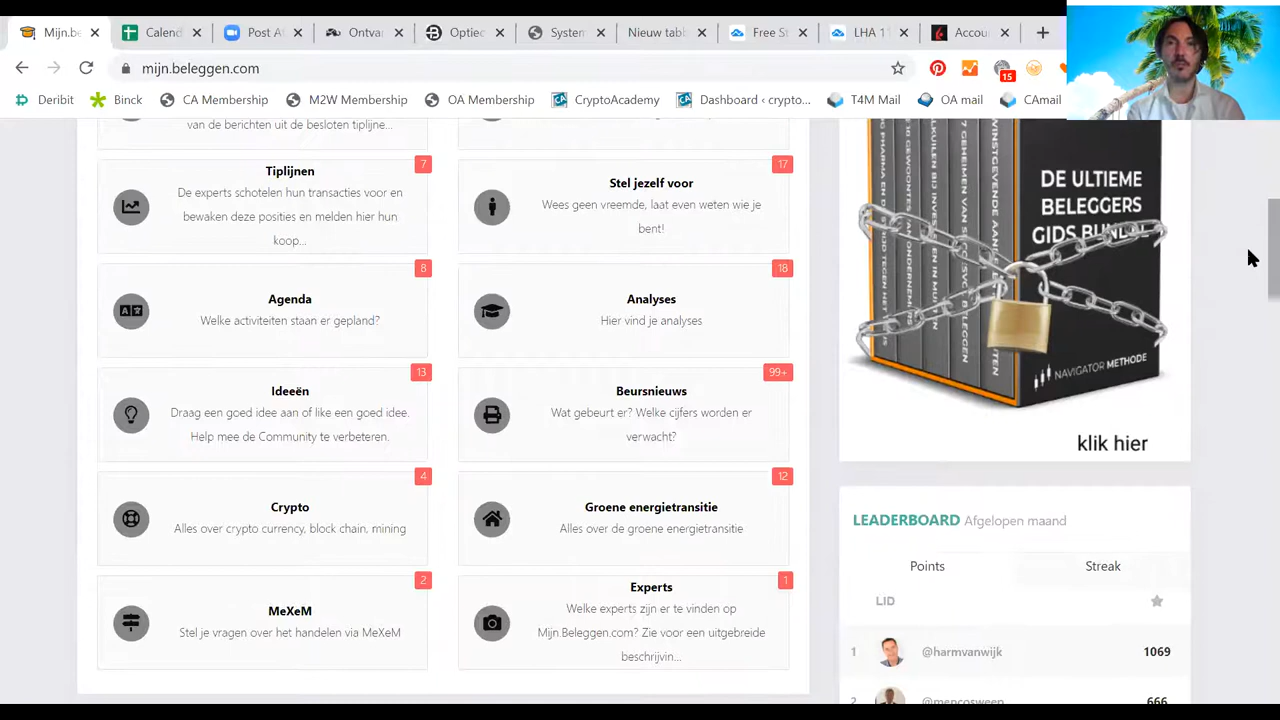 Mijn.be
Calend
Post At
Ontvar
Optie
System
Nieuw tabl
Free St
LHA 1
Accou
mijn.beleggen.com
15
Deribit
Binck
CA Membership
M2W Membership
OA Membership
CryptoAcademy
Dashboard ‹ crypto...
T4M Mail
OA mail
CAmail
van de berichten uit de besloten tiplijne...
7
Tiplijnen
De experts schotelen hun transacties voor en
bewaken deze posities en melden hier hun
koop...
17
Stel jezelf voor
Wees geen vreemde, laat even weten wie je
bent!
8
Agenda
Welke activiteiten staan er gepland?
18
Analyses
Hier vind je analyses
13
Ideeën
Draag een goed idee aan of like een goed idee.
Help mee de Community te verbeteren.
99+
Beursnieuws
Wat gebeurt er? Welke cijfers worden er
verwacht?
4
Crypto
Alles over crypto currency, block chain, mining
12
Groene energietransitie
Alles over de groene energietransitie
2
MeXeM
Stel je vragen over het handelen via MeXeM
1
Experts
Welke experts zijn er te vinden op
Mijn.Beleggen.com? Zie voor een uitgebreide
beschrijvin...
DE ULTIEME
BELEGGERS
GIDS BUNDEL
NAVIGATOR METHODE
klik hier
LEADERBOARD Afgelopen maand
Points
Streak
LID
1
@harmvanwijk
1069
2
666